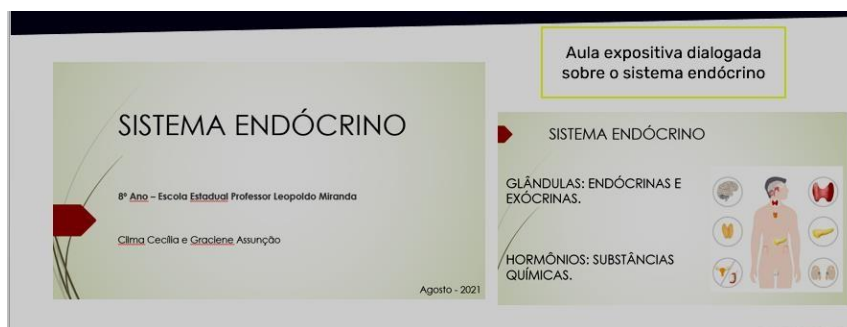 Aula expositiva dialogada
sobre o sistema endócrino
SISTEMA ENDÓCRINO
8º Ano – Escola Estadual Professor Leopoldo Miranda
Cilma Cecília e Graciene Assunção
Agosto - 2021
SISTEMA ENDÓCRINO
GLÂNDULAS: ENDÓCRINAS E
EXÓCRINAS.
HORMÔNIOS: SUBSTÂNCIAS
QUÍMICAS.